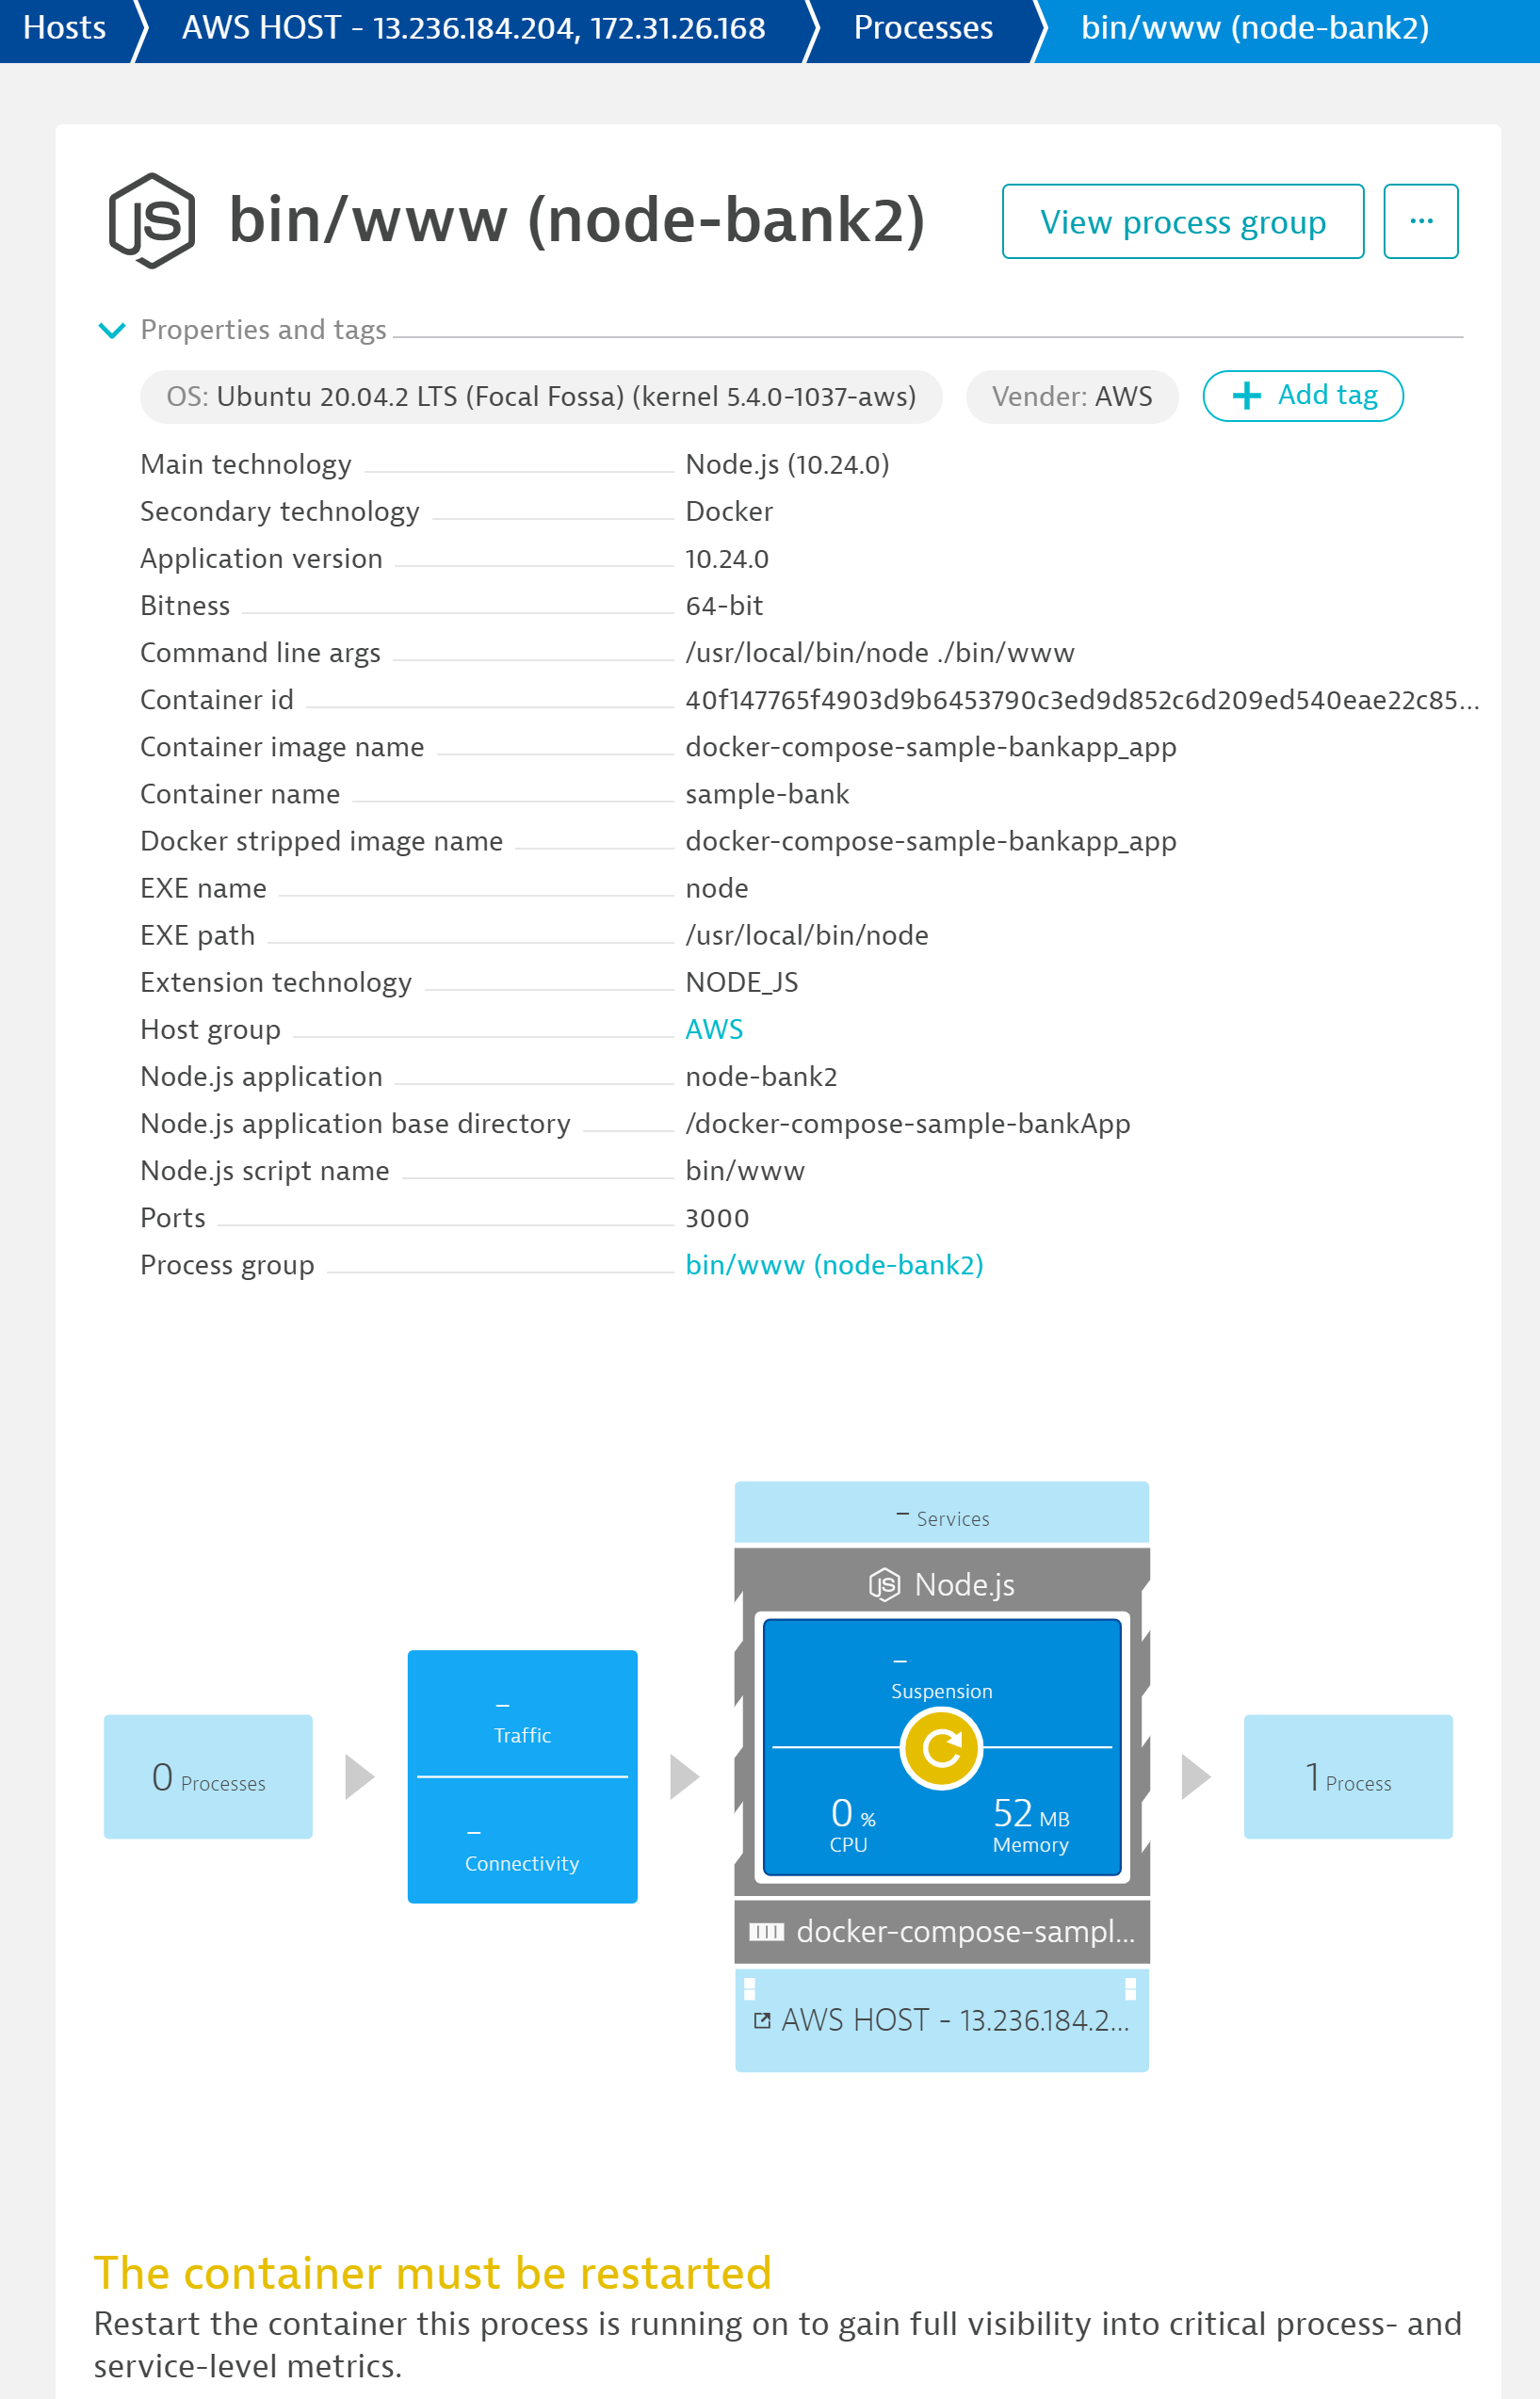 Hosts AWS HOST - 13.236.184.204, 172.31.26.168 Processes bin/www (node-bank2)
JS bin/www (node-bank2) View process group ...
Properties and tags
OS: Ubuntu 20.04.2 LTS (Focal Fossa) (kernel 5.4.0-1037-aws) Vender: AWS + Add tag
Main technology Node.js (10.24.0)
Secondary technology Docker
Application version 10.24.0
Bitness 64-bit
Command line args /usr/local/bin/node ./bin/www
Container id 40f147765f4903d9b6453790c3ed9d852c6d209ed540eae22c85...
Container image name docker-compose-sample-bankapp_app
Container name sample-bank
Docker stripped image name docker-compose-sample-bankapp_app
EXE name node
EXE path /usr/local/bin/node
Extension technology NODE_JS
Host group AWS
Node.js application node-bank2
Node.js application base directory /docker-compose-sample-bankApp
Node.js script name bin/www
Ports 3000
Process group bin/www (node-bank2)
– Services
JS Node.js
–
Suspension
–
Traffic
0 Processes
1 Process
0 % 52 MB
CPU Memory
–
Connectivity
docker-compose-sampl...
AWS HOST - 13.236.184.2...
The container must be restarted
Restart the container this process is running on to gain full visibility into critical process- and
service-level metrics.